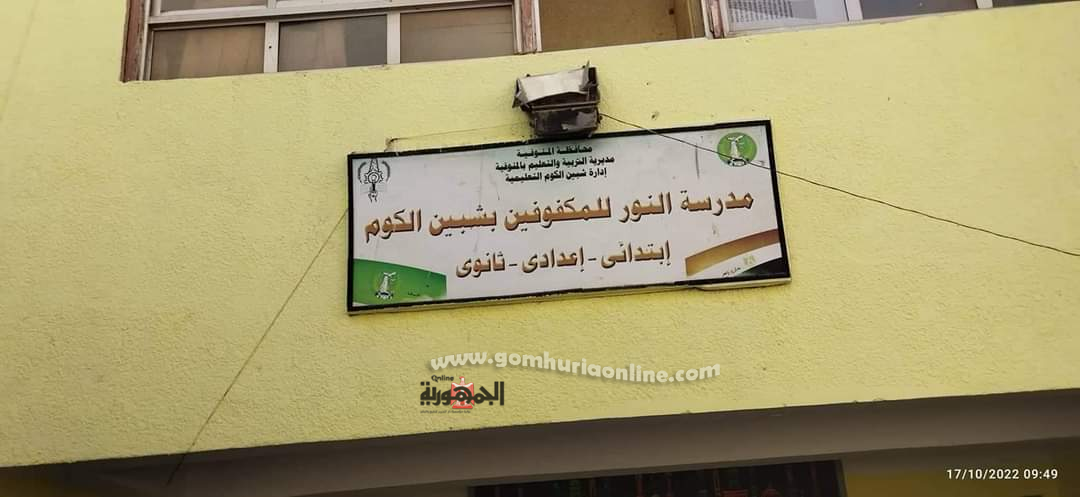 محافظة المنوفية
مديرية التربية والتعليم بالمنوفية
إدارة شبين الكوم التعليمية
مدرسة النور للمكفوفين بشبين الكوم
إبتدائى - إعدادى - ثانوى
www.gomhuriaonline.com
Online
الجمهورية
17/10/2022 09:49